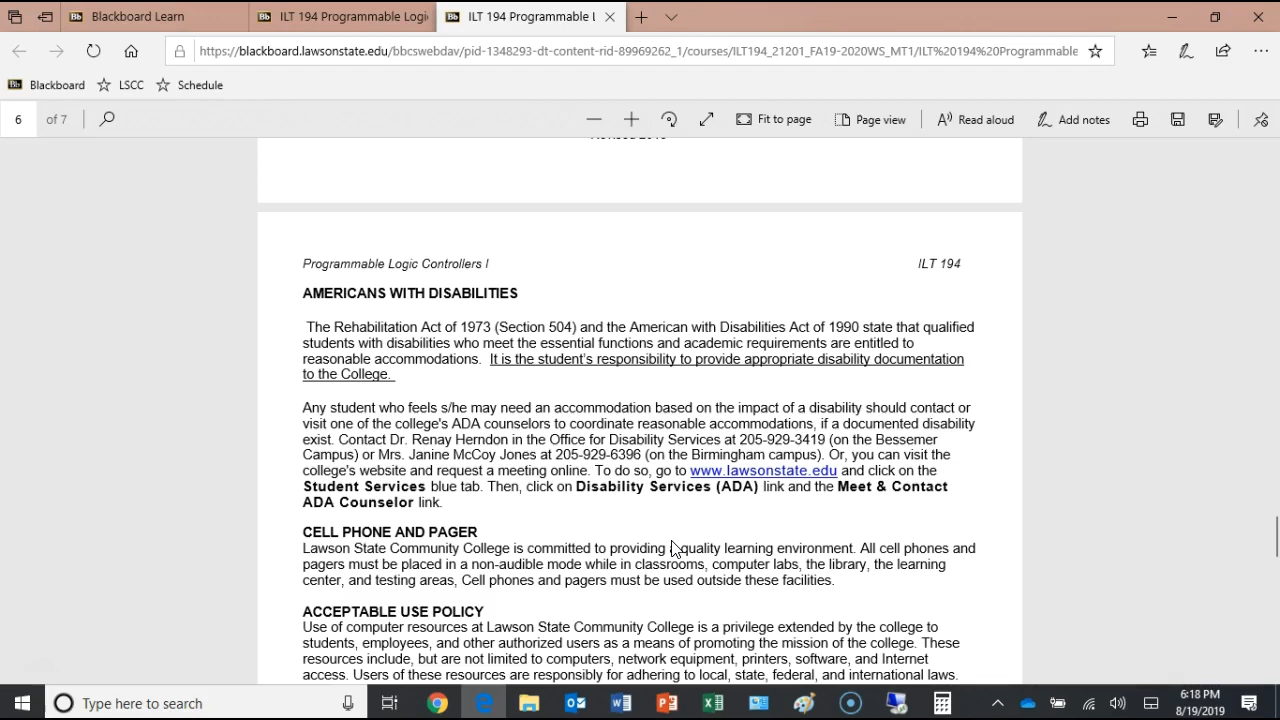 Blackboard Learn
ILT 194 Programmable Logi
ILT 194 Programmable L
https://blackboard.lawsonstate.edu/bbcswebdav/pid-1348293-dt-content-rid-89969262_1/courses/ILT194_21201_FA19-2020WS_MT1/ILT%20194%20Programmable
Blackboard LSCC Schedule
6 of 7 Fit to page Page view Read aloud Add notes
Programmable Logic Controllers I ILT 194
AMERICANS WITH DISABILITIES
The Rehabilitation Act of 1973 (Section 504) and the American with Disabilities Act of 1990 state that qualified
students with disabilities who meet the essential functions and academic requirements are entitled to
reasonable accommodations. It is the student's responsibility to provide appropriate disability documentation
to the College.
Any student who feels s/he may need an accommodation based on the impact of a disability should contact or
visit one of the college's ADA counselors to coordinate reasonable accommodations, if a documented disability
exist. Contact Dr. Renay Herndon in the Office for Disability Services at 205-929-3419 (on the Bessemer
Campus) or Mrs. Janine McCoy Jones at 205-929-6396 (on the Birmingham campus). Or, you can visit the
college's website and request a meeting online. To do so, go to www.lawsonstate.edu and click on the
Student Services blue tab. Then, click on Disability Services (ADA) link and the Meet & Contact
ADA Counselor link.
CELL PHONE AND PAGER
Lawson State Community College is committed to providing a quality learning environment. All cell phones and
pagers must be placed in a non-audible mode while in classrooms, computer labs, the library, the learning
center, and testing areas, Cell phones and pagers must be used outside these facilities.
ACCEPTABLE USE POLICY
Use of computer resources at Lawson State Community College is a privilege extended by the college to
students, employees, and other authorized users as a means of promoting the mission of the college. These
resources include, but are not limited to computers, network equipment, printers, software, and Internet
access. Users of these resources are responsibly for adhering to local, state, federal, and international laws.
Type here to search
6:18 PM
8/19/2019